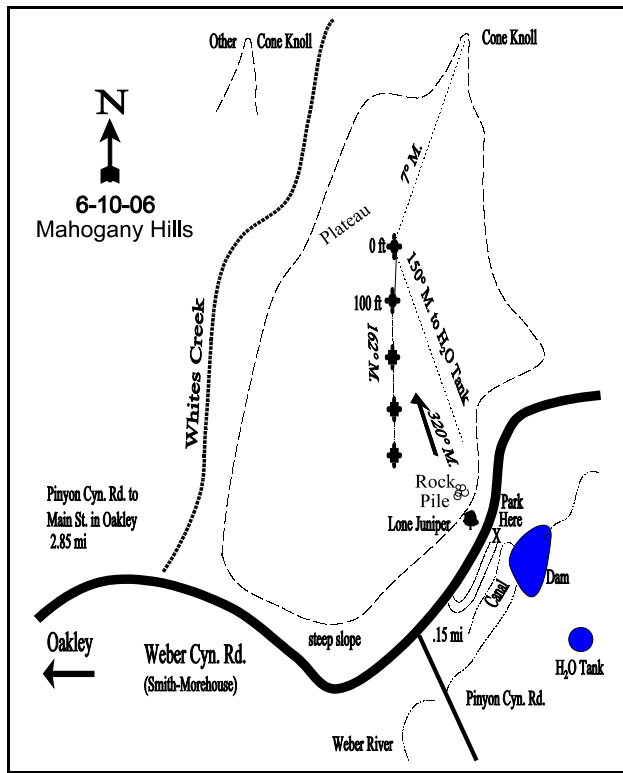 Other Cone Knoll
Cone Knoll
N
6-10-06
Mahogany Hills
7° M.
Plateau
0 ft
150° M. to H₂O Tank
100 ft
162° M.
Whites Creek
320° M.
Rock
Pile
Pinyon Cyn. Rd. to
Main St. in Oakley
2.85 mi
Lone Juniper
Park
Here
X
Canal
Dam
.15 mi
steep slope
Oakley
Weber Cyn. Rd.
(Smith-Morehouse)
H₂O Tank
Pinyon Cyn. Rd.
Weber River